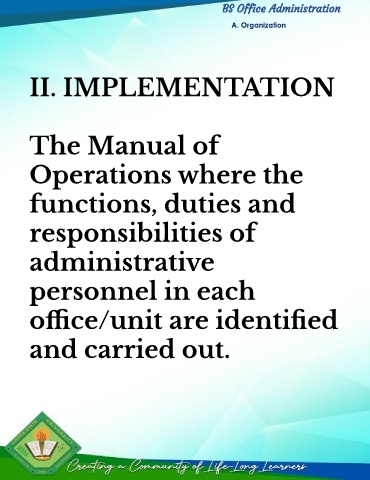 BS Office Administration
A. Organization
II. IMPLEMENTATION
The Manual of
Operations where the
functions, duties and
responsibilities of
administrative
personnel in each
office/unit are identified
and carried out.
Creating a Community of Life-Long Learners